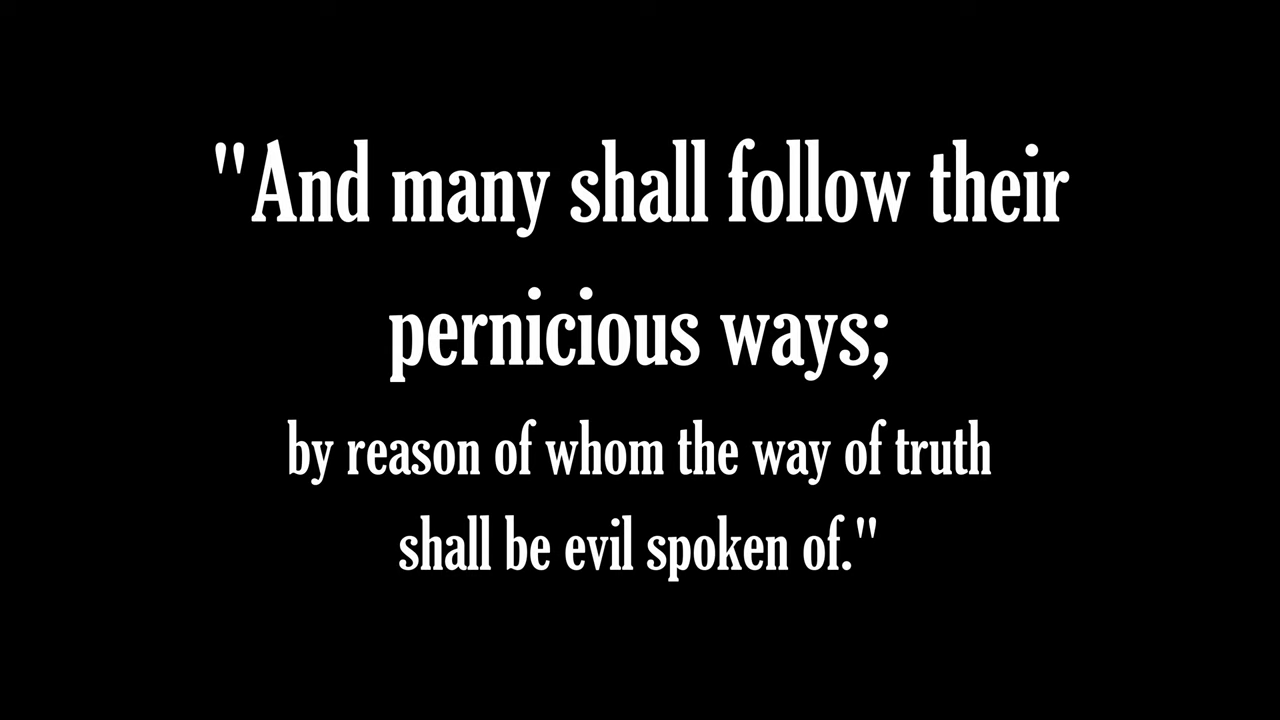 "And many shall follow their
pernicious ways;
by reason of whom the way of truth
shall be evil spoken of."